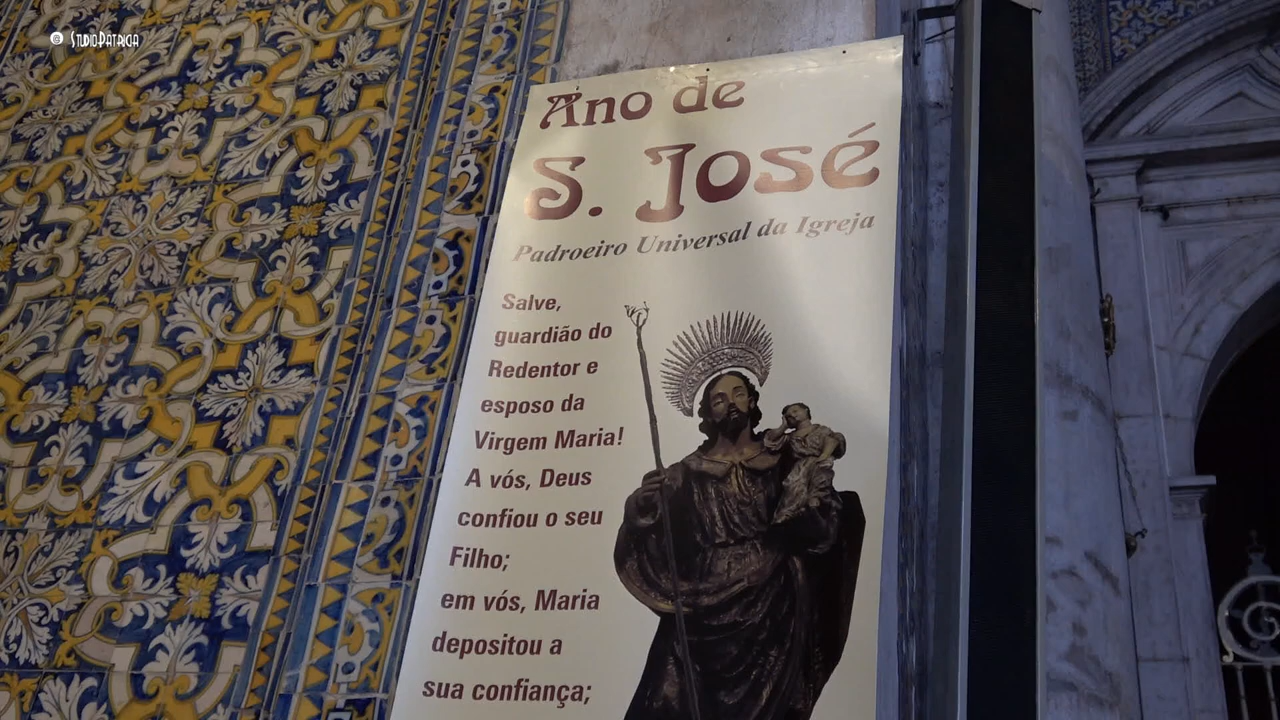 © StudioPatrícia
Ano de
S. José
Padroeiro Universal da Igreja
Salve,
guardião do
Redentor e
esposo da
Virgem Maria!
A vós, Deus
confiou o seu
Filho;
em vós, Maria
depositou a
sua confiança;